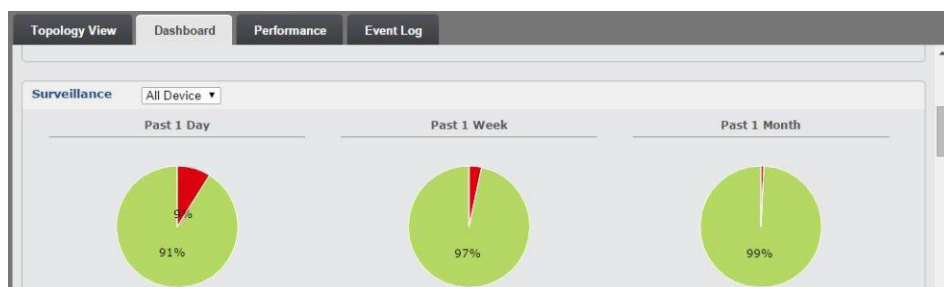 Topology View Dashboard Performance Event Log
Surveillance All Device
Past 1 Day Past 1 Week Past 1 Month
9%
91% 97% 99%